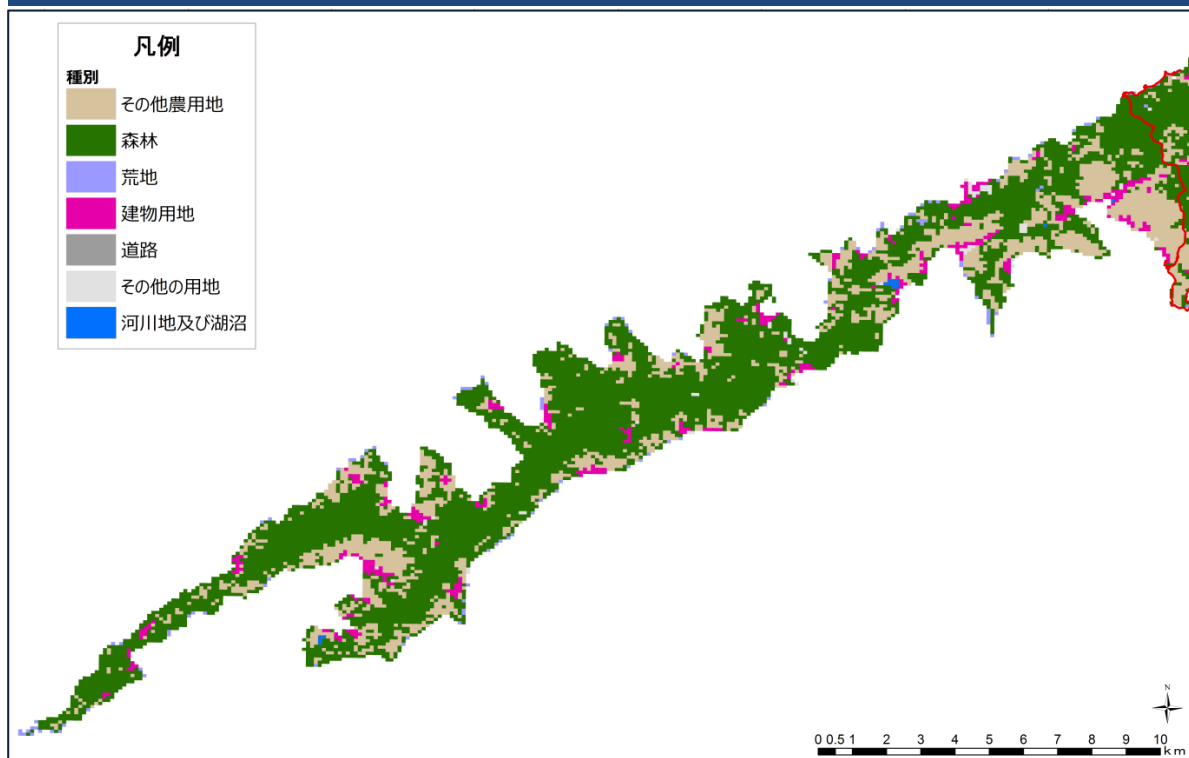 凡例
種別
その他農用地
森林
荒地
建物用地
道路
その他の用地
河川地及び湖沼
N
0 0.5 1 2 3 4 5 6 7 8 9 10
km